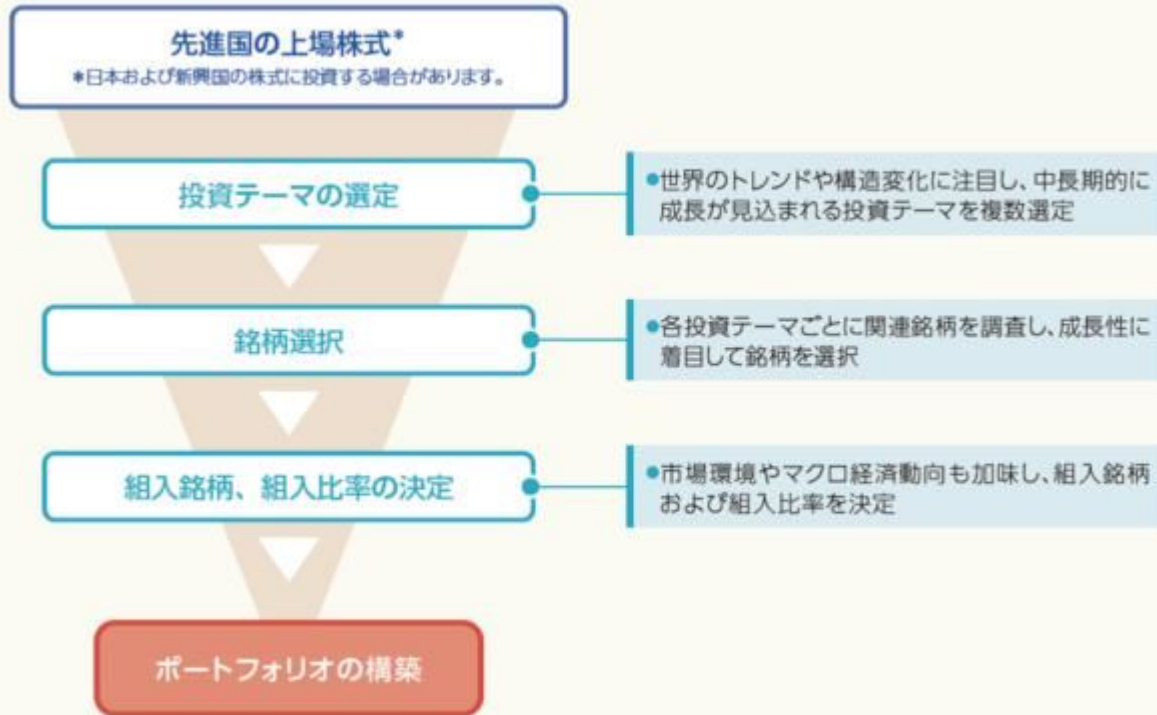 先進国の上場株式*
*日本および新興国の株式に投資する場合があります。
投資テーマの選定
●世界のトレンドや構造変化に注目し、中長期的に
成長が見込まれる投資テーマを複数選定
銘柄選択
●各投資テーマごとに関連銘柄を調査し、成長性に
着目して銘柄を選択
組入銘柄、組入比率の決定
●市場環境やマクロ経済動向も加味し、組入銘柄
および組入比率を決定
ポートフォリオの構築